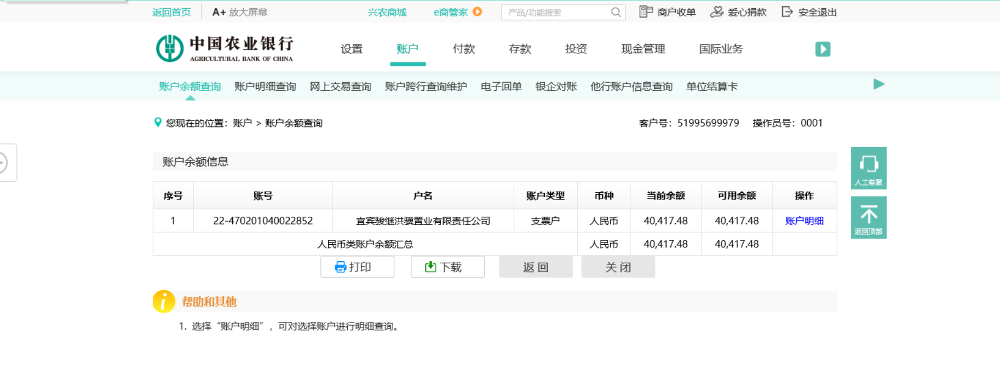 返回首页 A+ 放大屏幕 兴农商城 e商管家 产品/功能搜索 商户收单 爱心捐款 安全退出
中国农业银行
AGRICULTURAL BANK OF CHINA
设置 账户 付款 存款 投资 现金管理 国际业务
账户余额查询 账户明细查询 网上交易查询 账户跨行查询维护 电子回单 银企对账 他行账户信息查询 单位结算卡
您现在的位置：账户 > 账户余额查询 客户号：51995699979 操作员号：0001
账户余额信息
人工客服
返回顶部
序号 账号 户名 账户类型 币种 当前余额 可用余额 操作
1 22-470201040022852 宜宾骏继洪骥置业有限责任公司 支票户 人民币 40,417.48 40,417.48 账户明细
人民币类账户余额汇总 人民币 40,417.48 40,417.48
打印 下载 返 回 关 闭
帮助和其他
1. 选择“账户明细”，可对选择账户进行明细查询。